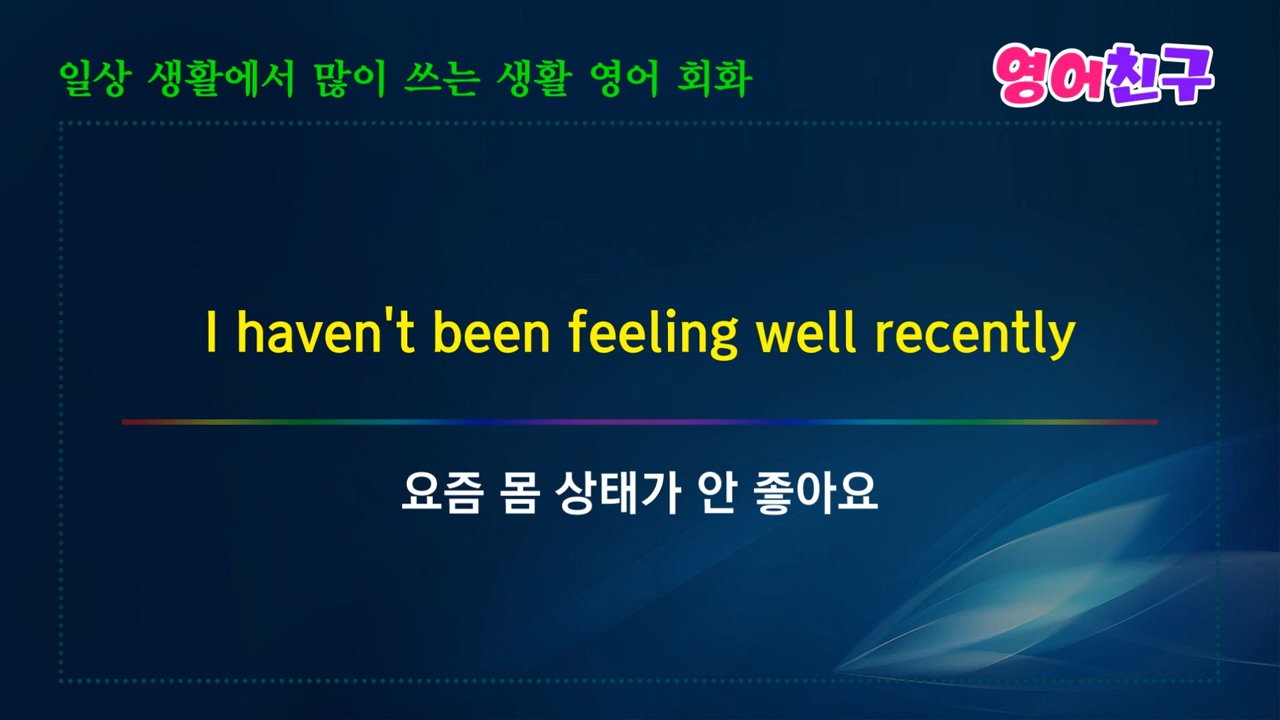 일상 생활에서 많이 쓰는 생활 영어 회화
영어친구
I haven't been feeling well recently
요즘 몸 상태가 안 좋아요